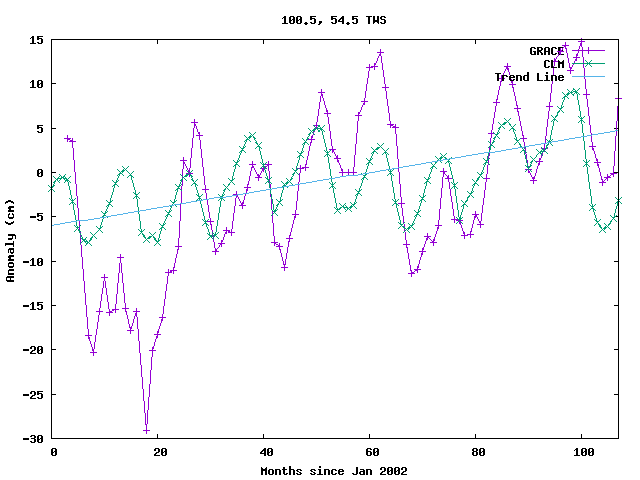 100.5, 54.5 TWS
15
10
5
0
-5
-10
-15
-20
-25
-30
Anomaly (cm)
GRACE
CLM
Trend Line
0 20 40 60 80 100
Months since Jan 2002